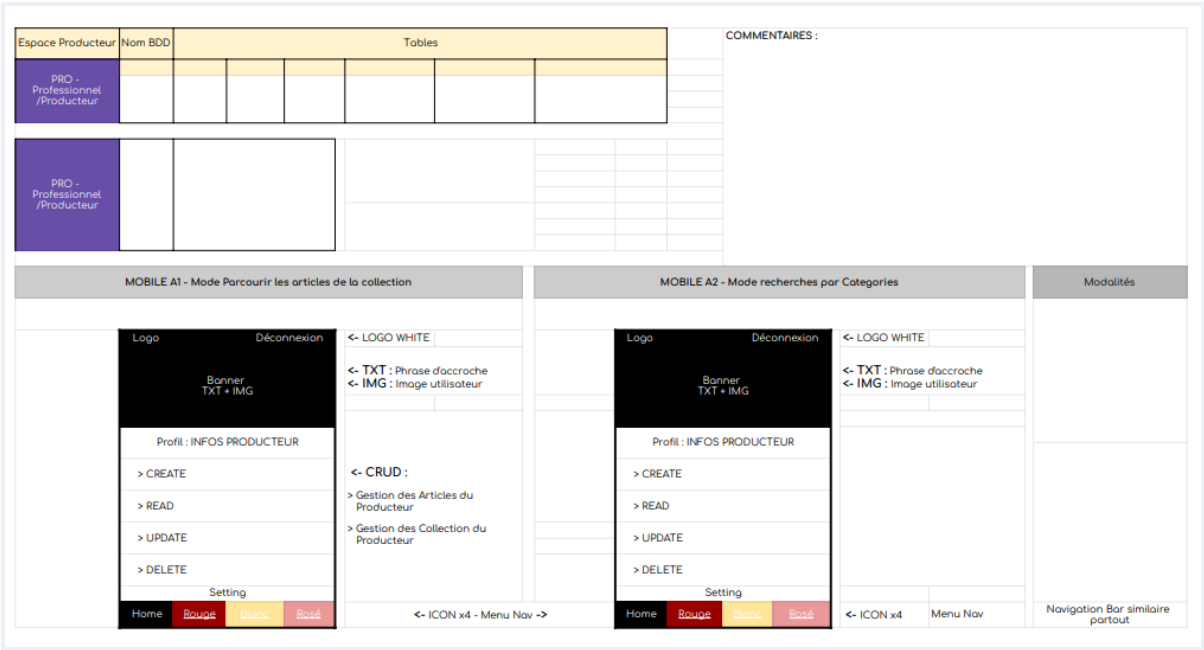 Espace Producteur
Nom BDD
Tables
COMMENTAIRES :
PRO -
Professionnel
/Producteur
PRO -
Professionnel
/Producteur
MOBILE A1 - Mode Parcourir les articles de la collection
MOBILE A2 - Mode recherches par Categories
Modalités
Logo
Déconnexion
<- LOGO WHITE
Banner
TXT + IMG
<- TXT : Phrase d'accroche
<- IMG : Image utilisateur
Profil : INFOS PRODUCTEUR
> CREATE
> READ
> UPDATE
> DELETE
Setting
Home
Rouge
Blanc
Rosé
<- CRUD :
> Gestion des Articles du
Producteur
> Gestion des Collection du
Producteur
<- ICON x4 - Menu Nav ->
Logo
Déconnexion
<- LOGO WHITE
Banner
TXT + IMG
<- TXT : Phrase d'accroche
<- IMG : Image utilisateur
Profil : INFOS PRODUCTEUR
> CREATE
> READ
> UPDATE
> DELETE
Setting
Home
Rouge
Blanc
Rosé
<- ICON x4
Menu Nav
Navigation Bar similaire
partout